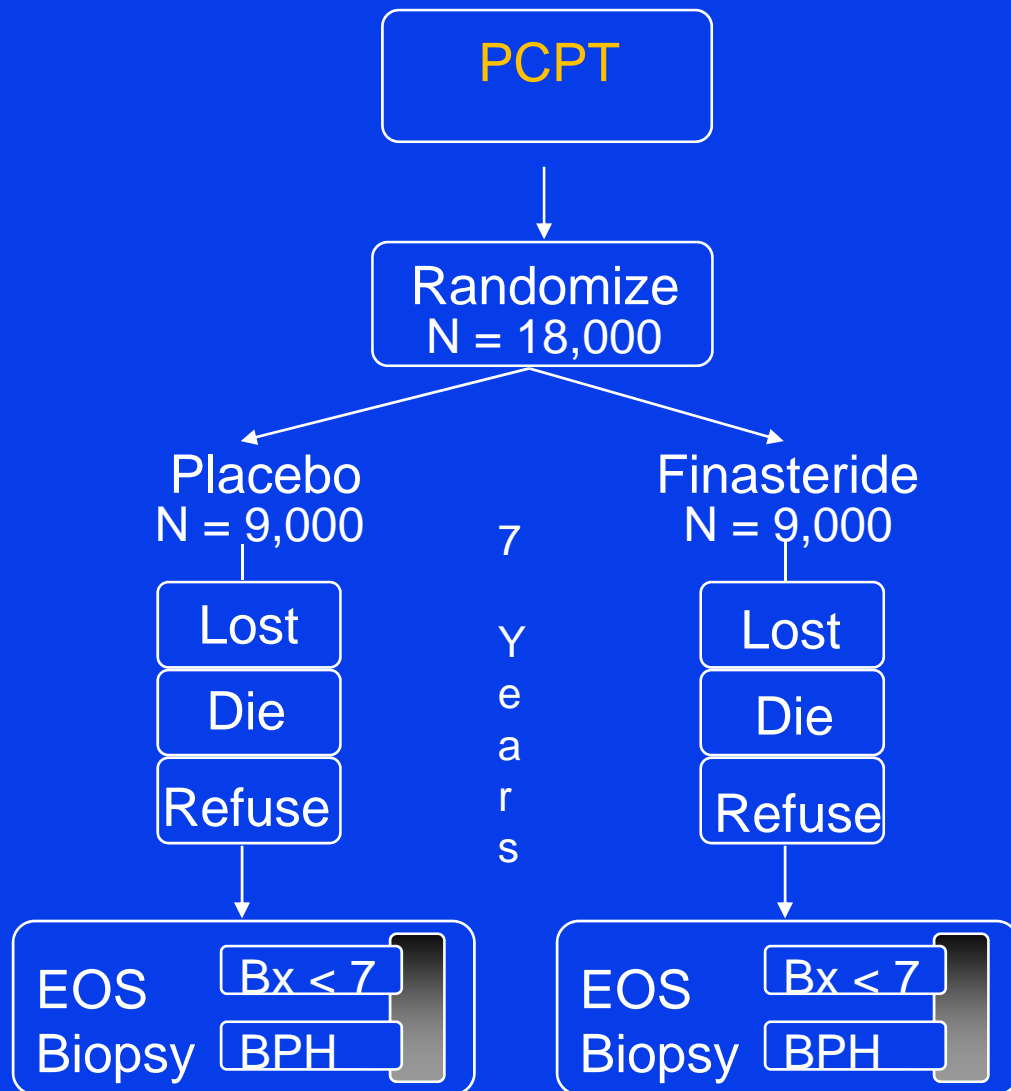 PCPT
Randomize
N = 18,000
Placebo
N = 9,000
Finasteride
N = 9,000
7
Y
e
a
r
s
Lost
Die
Refuse
Lost
Die
Refuse
EOS
Biopsy
Bx < 7
BPH
EOS
Biopsy
Bx < 7
BPH